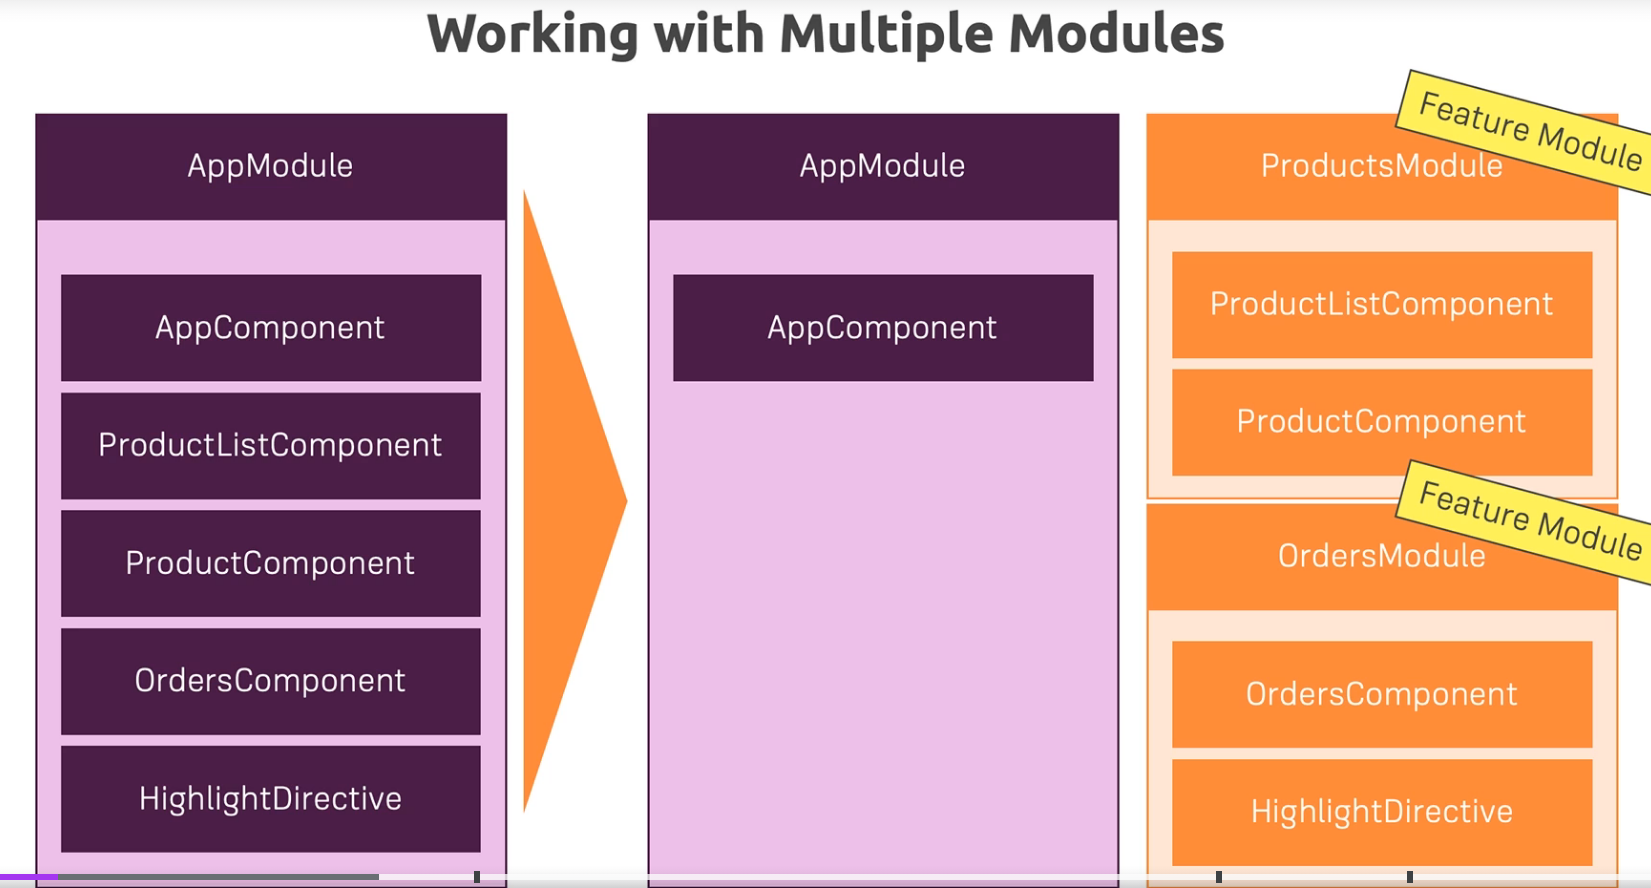 Working with Multiple Modules
AppModule
AppComponent
ProductListComponent
ProductComponent
OrdersComponent
HighlightDirective
AppModule
AppComponent
Feature Module
ProductsModule
ProductListComponent
ProductComponent
Feature Module
OrdersModule
OrdersComponent
HighlightDirective